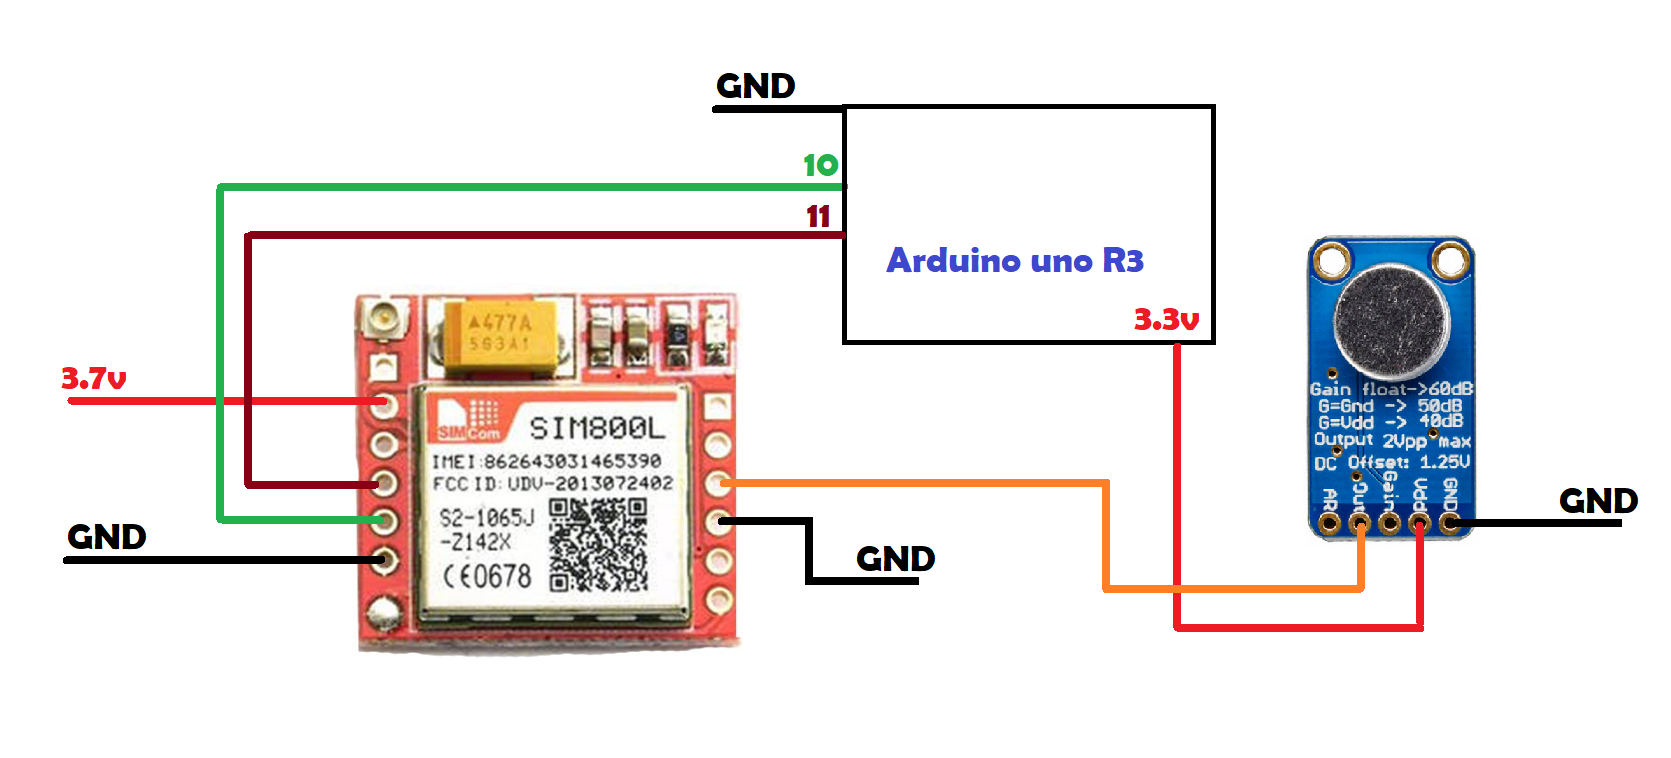 GND
10
11
Arduino uno R3
3.3v
3.7v
GND
477A
5G3A1
SIMCom
SIM800L
IMEI:862643031465390
FCC ID: UDV-2013072402
S2-1065J
-Z142X
CE0678
GND
Gain float->60dB
G=Gnd -> 50dB
G=Vdd -> 40dB
Output 2Vpp max
DC Offset: 1.25V
AR
Out
Gain
Vdd
GND
GND